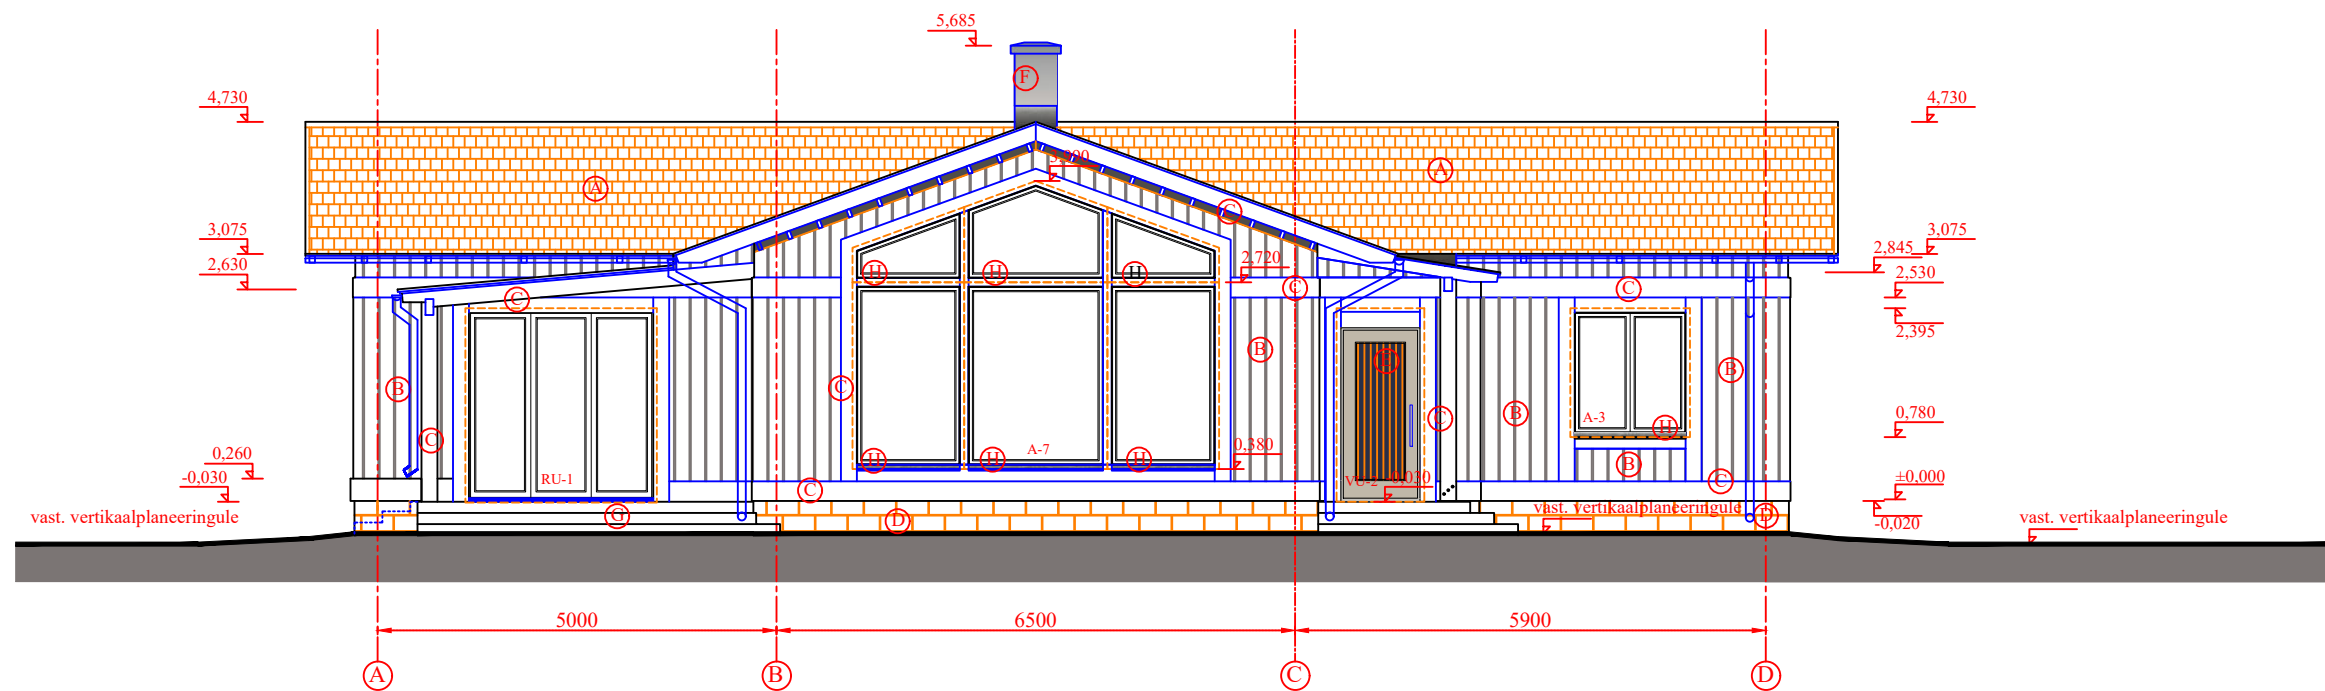 5,685
4,730
4,730
F
A
A
C
3,075
3,075
2,845
2,630
2,720
2,530
H
H
H
C
C
C
2,395
B
B
C
B
B
A-3
0,780
H
C
C
0,380
A-7
H
H
H
B
0,260
-0,030
RU-1
C
C
±0,000
vast. vertikaalplaneeringule
G
D
vast. vertikaalplaneeringule
D
-0,020
vast. vertikaalplaneeringule
5000
6500
5900
A
B
C
D